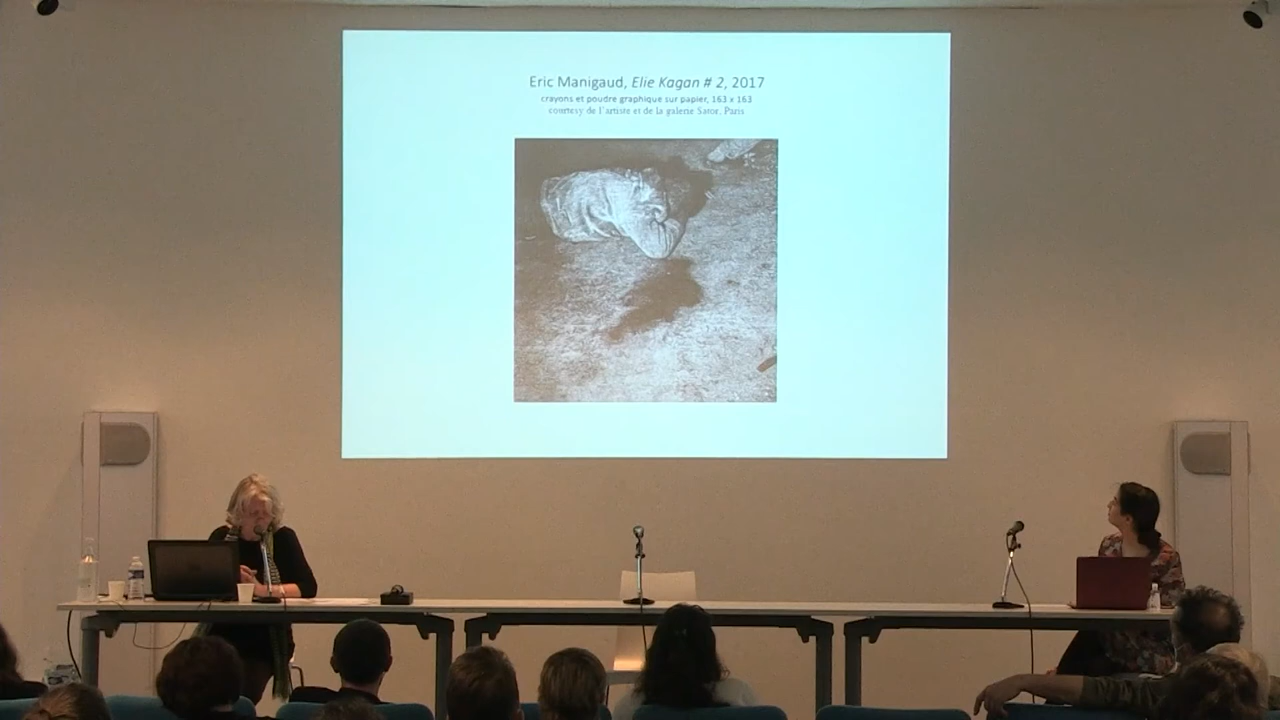 Eric Manigaud, Elie Kagan # 2, 2017
crayons et poudre graphique sur papier, 163 x 163
courtesy de l'artiste et de la galerie Sator, Paris